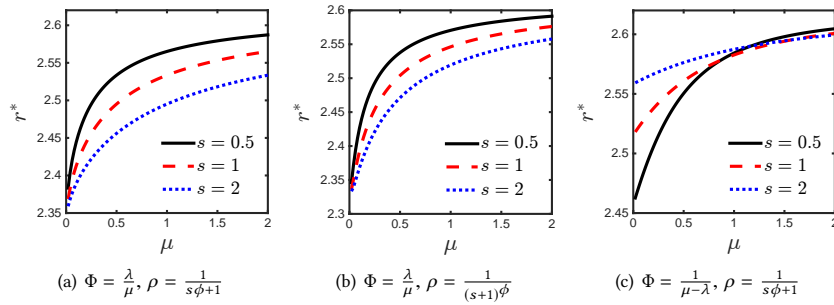 2.6
2.55
2.5
2.45
2.4
2.35
r*
0 0.5 1 1.5 2
μ
s = 0.5
s = 1
s = 2
(a) Φ = λ/μ, ρ = 1/(sϕ+1)
2.6
2.55
2.5
2.45
2.4
2.35
2.3
r*
0 0.5 1 1.5 2
μ
s = 0.5
s = 1
s = 2
(b) Φ = λ/μ, ρ = 1/(s+1)^ϕ
2.6
2.55
2.5
2.45
r*
0 0.5 1 1.5 2
μ
s = 0.5
s = 1
s = 2
(c) Φ = 1/(μ−λ), ρ = 1/(sϕ+1)